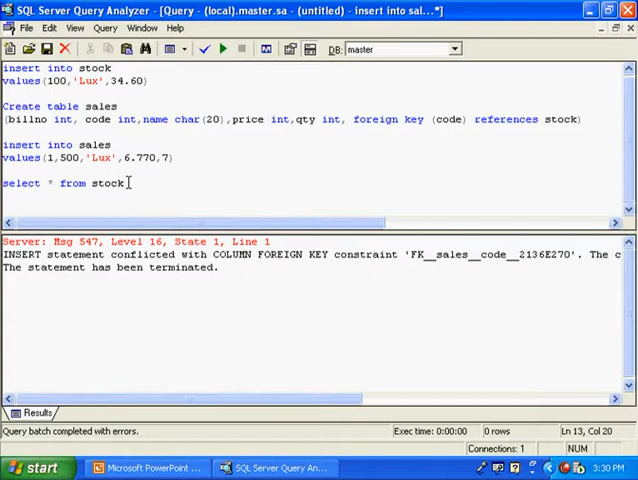 SQL Server Query Analyzer - [Query - (local).master.sa - (untitled) - insert into sal...*]
File Edit View Query Tools Window Help
DB: master
insert into stock
values(100,'Lux',34.60)
Create table sales
(billno int, code int,name char(20),price int,qty int, foreign key (code) references stock)
insert into sales
values(1,500,'Lux',6.770,7)
select * from stock
Server: Msg 547, Level 16, State 1, Line 1
INSERT statement conflicted with COLUMN FOREIGN KEY constraint 'FK__sales__code__2136E270'. The c
The statement has been terminated.
Results
Query batch completed with errors. Exec time: 0:00:00 0 rows Ln 13, Col 20
Connections: 1 NUM
start Microsoft PowerPoint ... SQL Server Query An... 3:30 PM